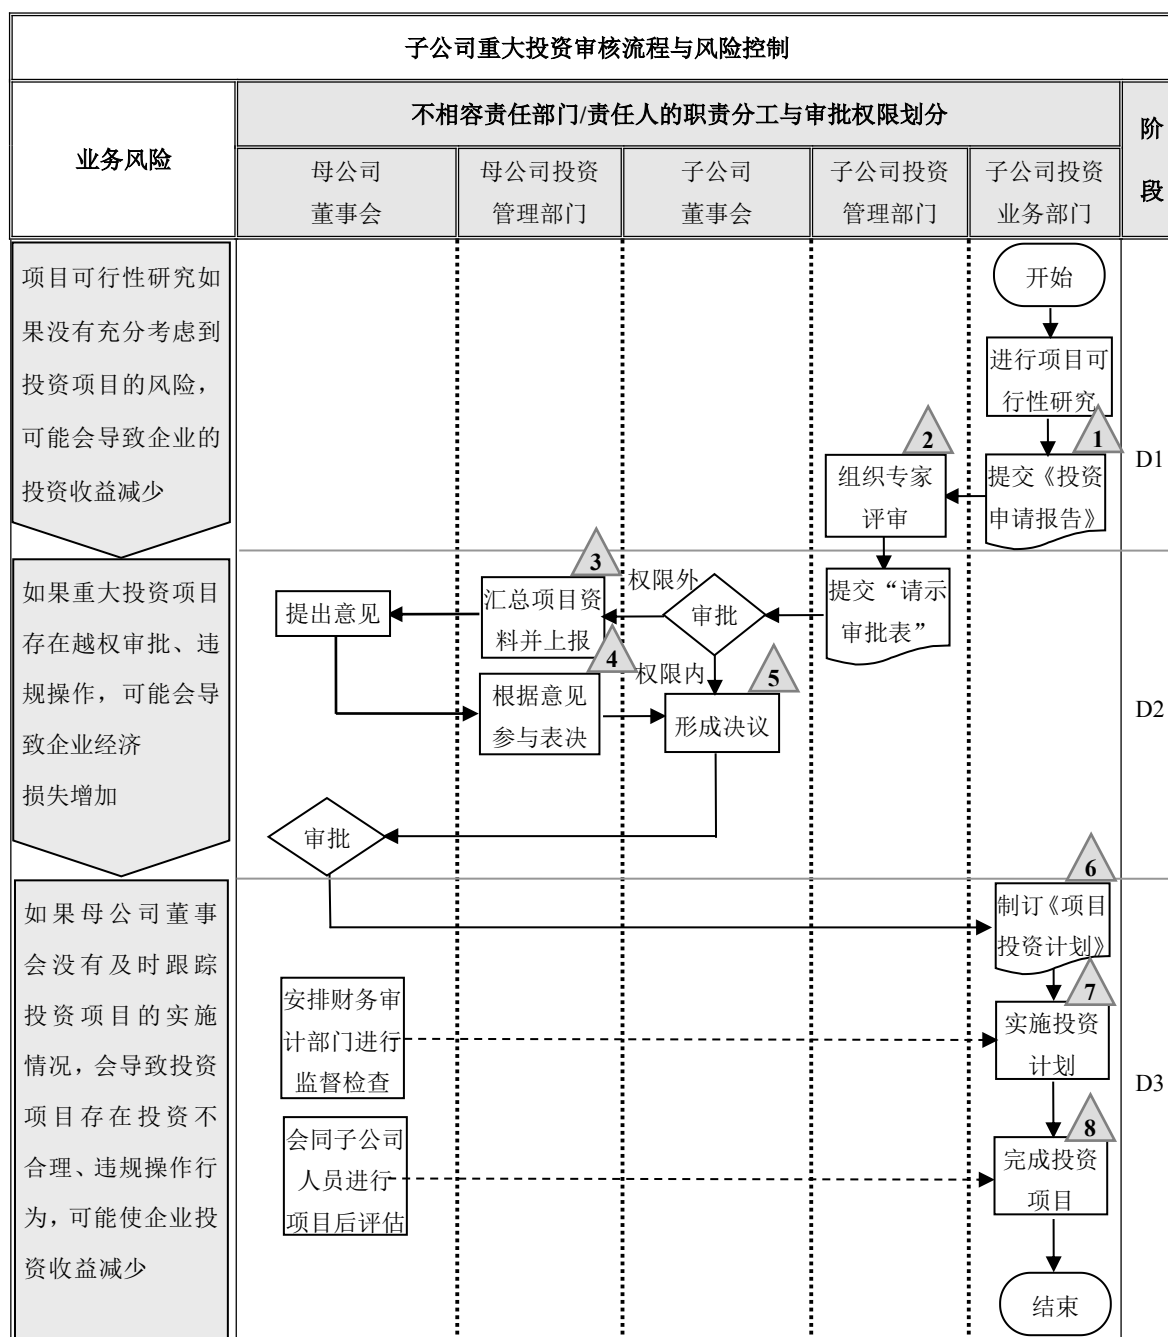 子公司重大投资审核流程与风险控制
业务风险
不相容责任部门/责任人的职责分工与审批权限划分
阶
段
母公司
董事会
母公司投资
管理部门
子公司
董事会
子公司投资
管理部门
子公司投资
业务部门
项目可行性研究如
果没有充分考虑到
投资项目的风险，
可能会导致企业的
投资收益减少
开始
进行项目可
行性研究
1
提交《投资
申请报告》
2
组织专家
评审
D1
如果重大投资项目
存在越权审批、违
规操作，可能会导
致企业经济
损失增加
提交“请示
审批表”
审批
权限外
3
汇总项目资
料并上报
提出意见
4
根据意见
参与表决
权限内
5
形成决议
审批
D2
如果母公司董事
会没有及时跟踪
投资项目的实施
情况，会导致投资
项目存在投资不
合理、违规操作行
为，可能使企业投
资收益减少
6
制订《项目
投资计划》
7
安排财务审
计部门进行
监督检查
实施投资
计划
8
会同子公司
人员进行
项目后评估
完成投资
项目
结束
D3